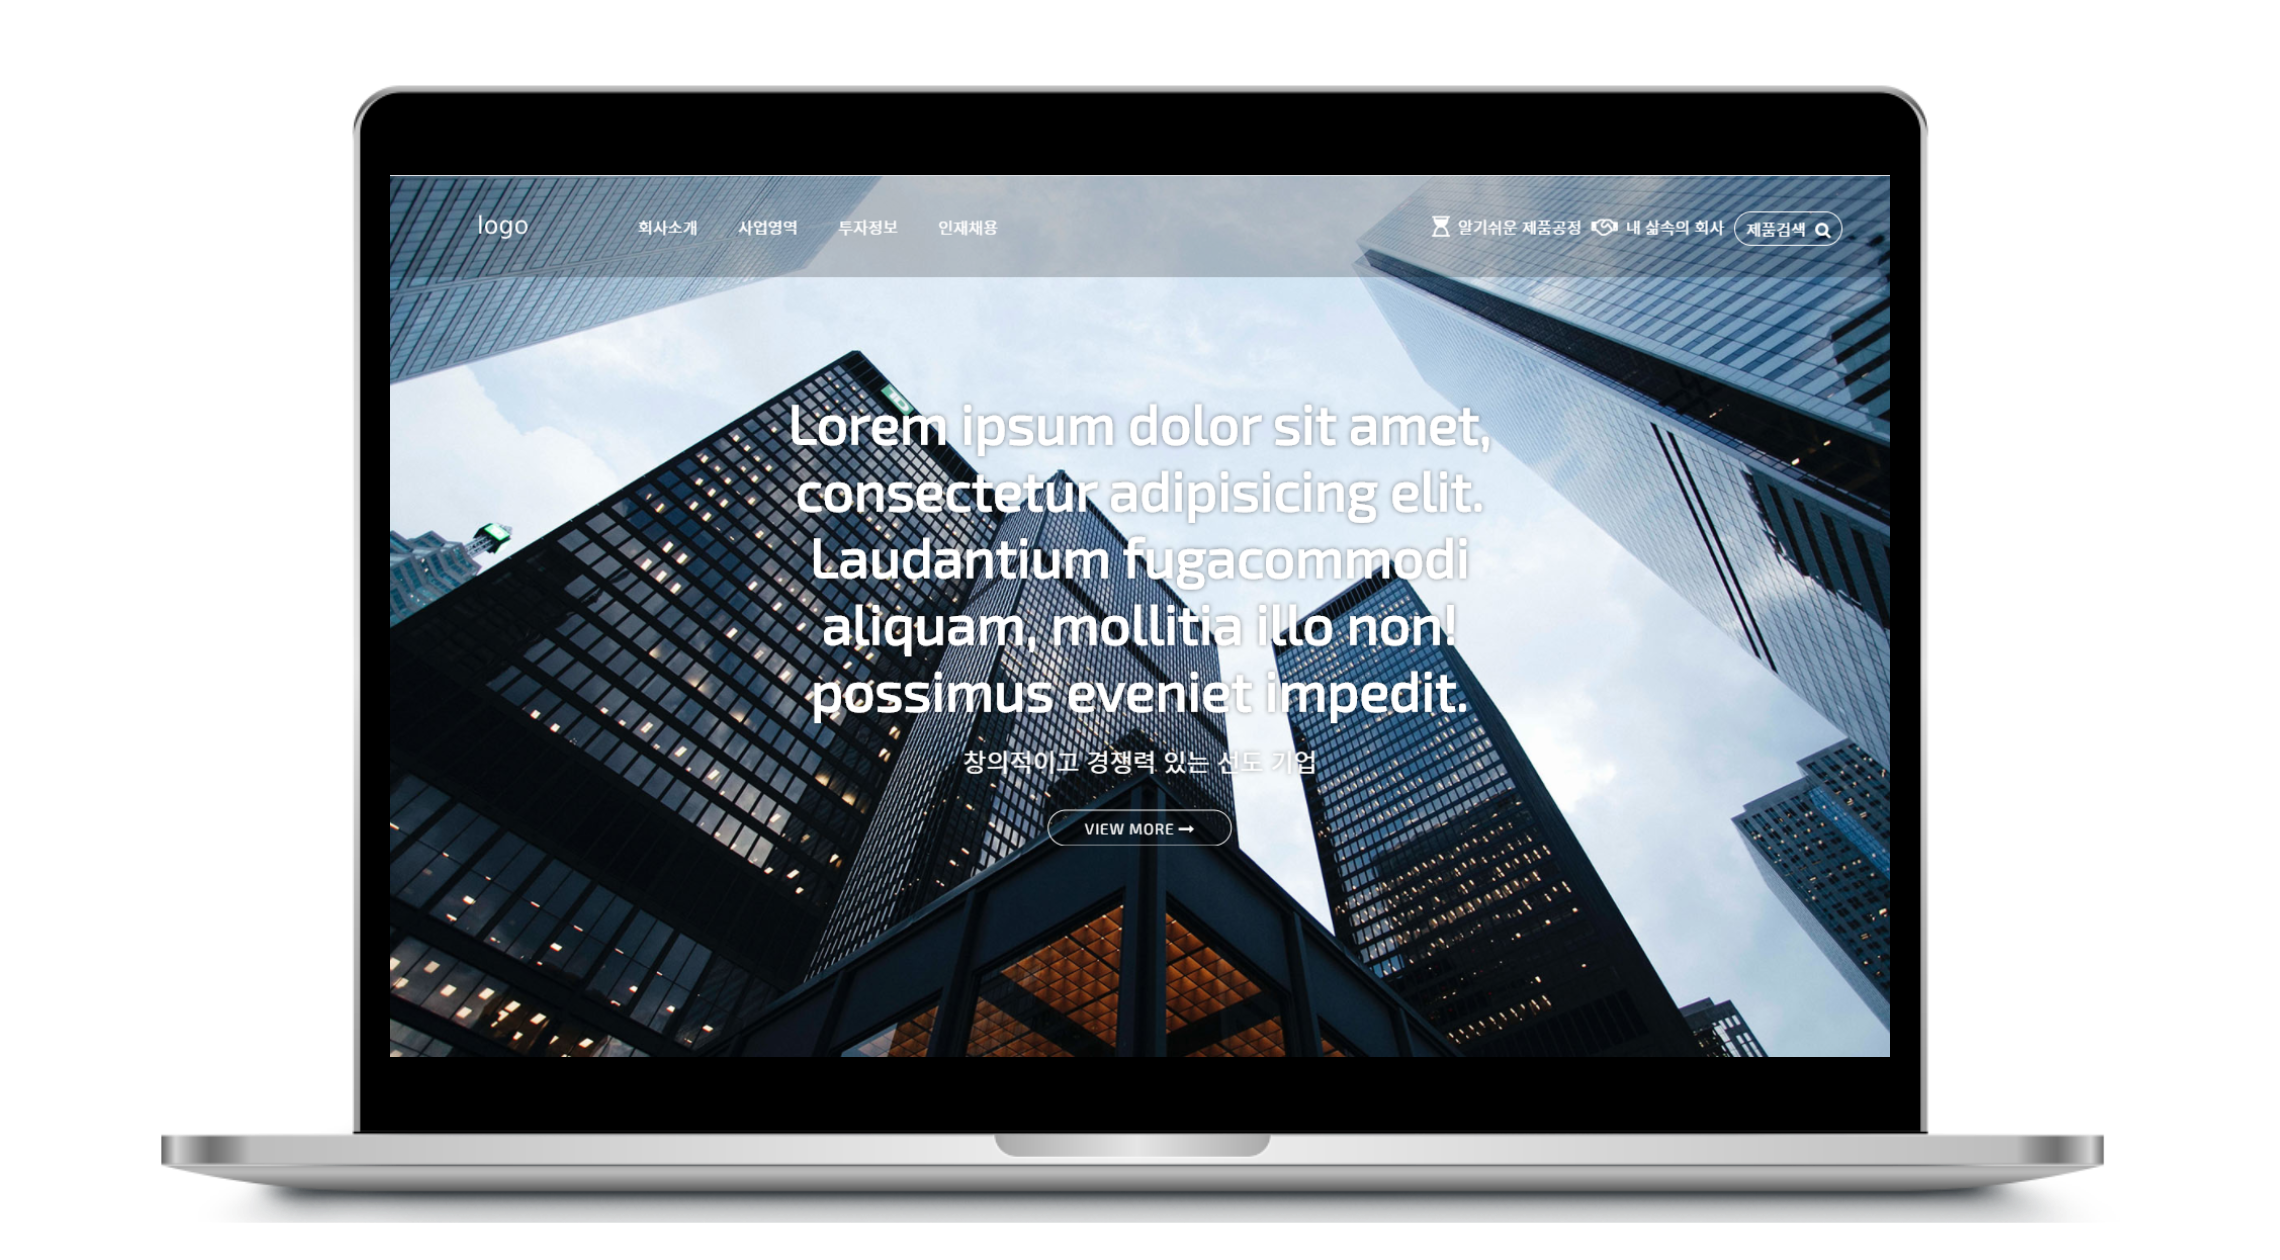 logo
회사소개 사업영역 투자정보 인재채용
알기쉬운 제품공정 내 삶속의 회사 제품검색
Lorem ipsum dolor sit amet,
consectetur adipisicing elit.
Laudantium fugacommodi
aliquam, mollitia illo non!
possimus eveniet impedit.
창의적이고 경쟁력 있는 선도 기업
VIEW MORE